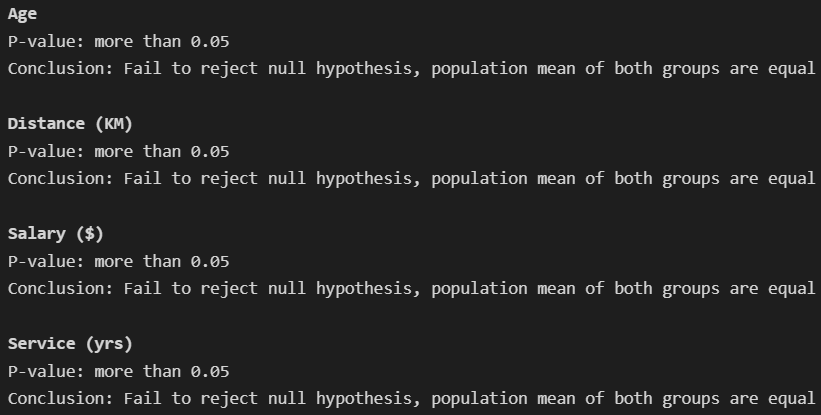 Age
P-value: more than 0.05
Conclusion: Fail to reject null hypothesis, population mean of both groups are equal
Distance (KM)
P-value: more than 0.05
Conclusion: Fail to reject null hypothesis, population mean of both groups are equal
Salary ($)
P-value: more than 0.05
Conclusion: Fail to reject null hypothesis, population mean of both groups are equal
Service (yrs)
P-value: more than 0.05
Conclusion: Fail to reject null hypothesis, population mean of both groups are equal